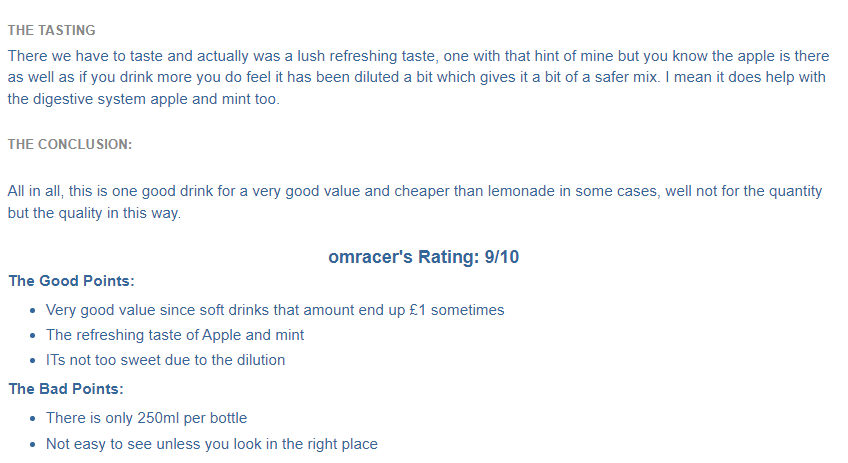 THE TASTING
There we have to taste and actually was a lush refreshing taste, one with that hint of mine but you know the apple is there
as well as if you drink more you do feel it has been diluted a bit which gives it a bit of a safer mix. I mean it does help with
the digestive system apple and mint too.
THE CONCLUSION:
All in all, this is one good drink for a very good value and cheaper than lemonade in some cases, well not for the quantity
but the quality in this way.
omracer's Rating: 9/10
The Good Points:
• Very good value since soft drinks that amount end up £1 sometimes
• The refreshing taste of Apple and mint
• ITs not too sweet due to the dilution
The Bad Points:
• There is only 250ml per bottle
• Not easy to see unless you look in the right place